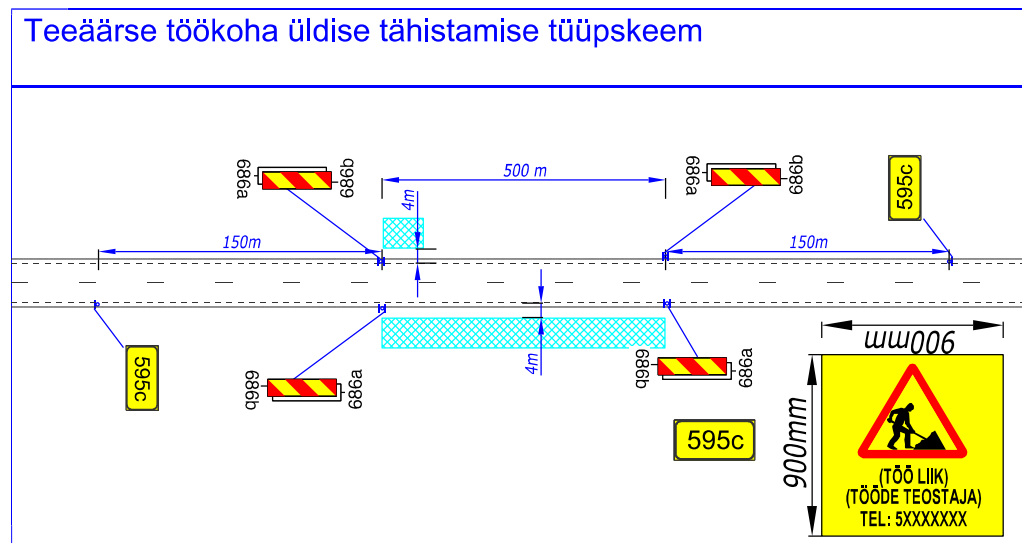 Teeäärse töökoha üldise tähistamise tüüpskeem
686a
686b
500 m
4m
686a
686b
595c
150m
150m
595c
686b
686a
4m
686b
686a
595c
900mm
900mm
(TÖÖ LIIK)
(TÖÖDE TEOSTAJA)
TEL: 5XXXXXXX